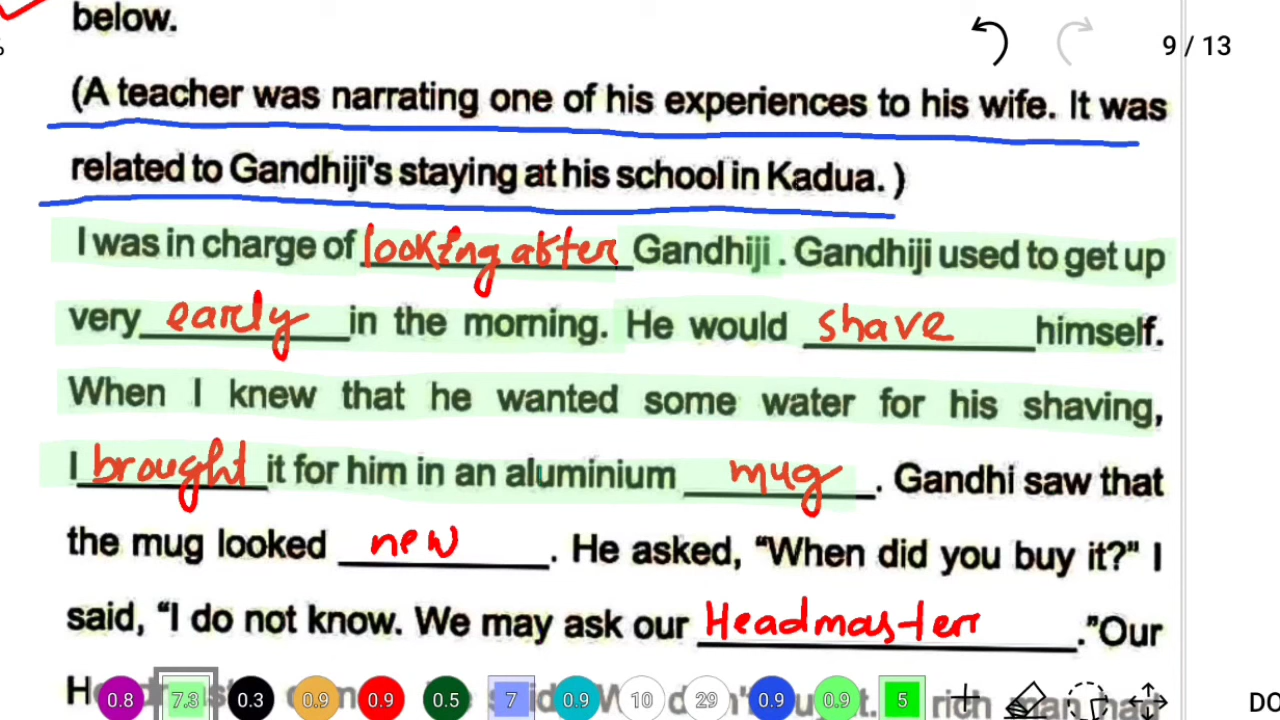 below.
9 / 13
(A teacher was narrating one of his experiences to his wife. It was
related to Gandhiji's staying at his school in Kadua. )
I was in charge of looking after Gandhiji . Gandhiji used to get up
very early in the morning. He would shave himself.
When I knew that he wanted some water for his shaving,
I brought it for him in an aluminium mug . Gandhi saw that
the mug looked new . He asked, “When did you buy it?” I
said, “I do not know. We may ask our Headmaster .”Our
0.8 7.3 0.3 0.9 0.9 0.5 7 0.9 10 29 0.9 0.9 5 rich man had
DO